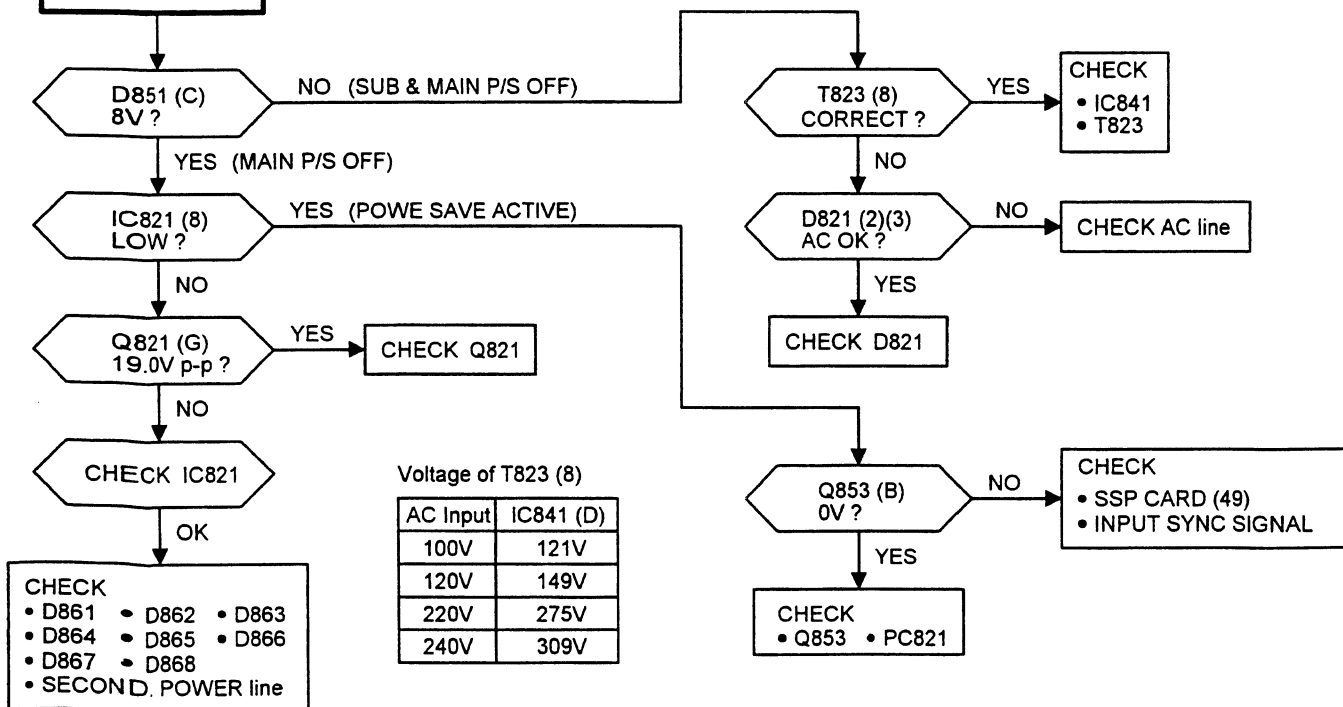 D851 (C)
8V ?
NO (SUB & MAIN P/S OFF)
YES (MAIN P/S OFF)
IC821 (8)
LOW ?
YES (POWE SAVE ACTIVE)
NO
Q821 (G)
19.0V p-p ?
YES
CHECK Q821
NO
CHECK IC821
OK
CHECK
• D861 • D862 • D863
• D864 • D865 • D866
• D867 • D868
• SECOND. POWER line
Voltage of T823 (8)
AC Input IC841 (D)
100V 121V
120V 149V
220V 275V
240V 309V
T823 (8)
CORRECT ?
YES
CHECK
• IC841
• T823
NO
D821 (2)(3)
AC OK ?
NO
CHECK AC line
YES
CHECK D821
Q853 (B)
0V ?
NO
CHECK
• SSP CARD (49)
• INPUT SYNC SIGNAL
YES
CHECK
• Q853 • PC821